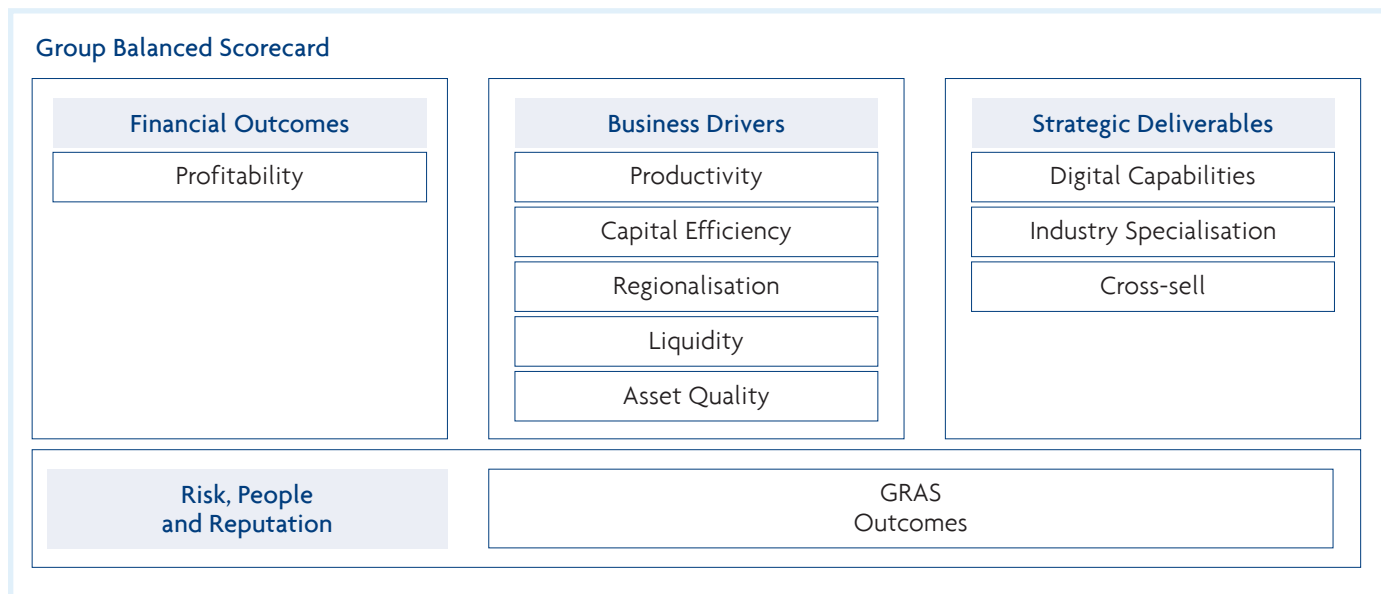 Group Balanced Scorecard
Financial Outcomes
Profitability
Business Drivers
Productivity
Capital Efficiency
Regionalisation
Liquidity
Asset Quality
Strategic Deliverables
Digital Capabilities
Industry Specialisation
Cross-sell
Risk, People
and Reputation
GRAS
Outcomes